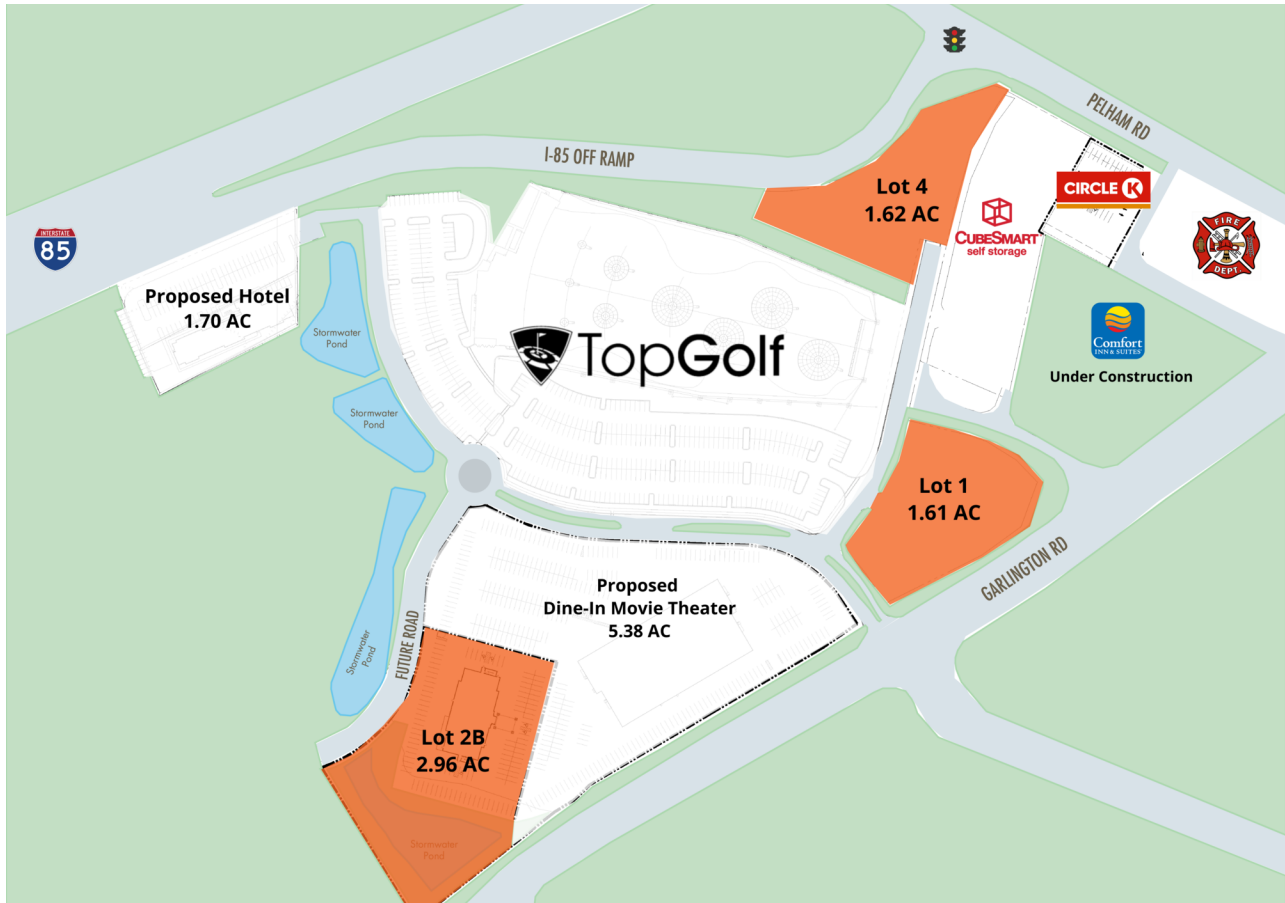 PELHAM RD
I-85 OFF RAMP
Lot 4
1.62 AC
CIRCLE K
FIRE
DEPT.
CUBESMART
self storage
INTERSTATE
85
Proposed Hotel
1.70 AC
Stormwater
Pond
TopGolf
Comfort
INN & SUITES
Under Construction
Stormwater
Pond
Lot 1
1.61 AC
GARLINGTON RD
Proposed
Dine-In Movie Theater
5.38 AC
Stormwater
Pond
FUTURE ROAD
Lot 2B
2.96 AC
Stormwater
Pond